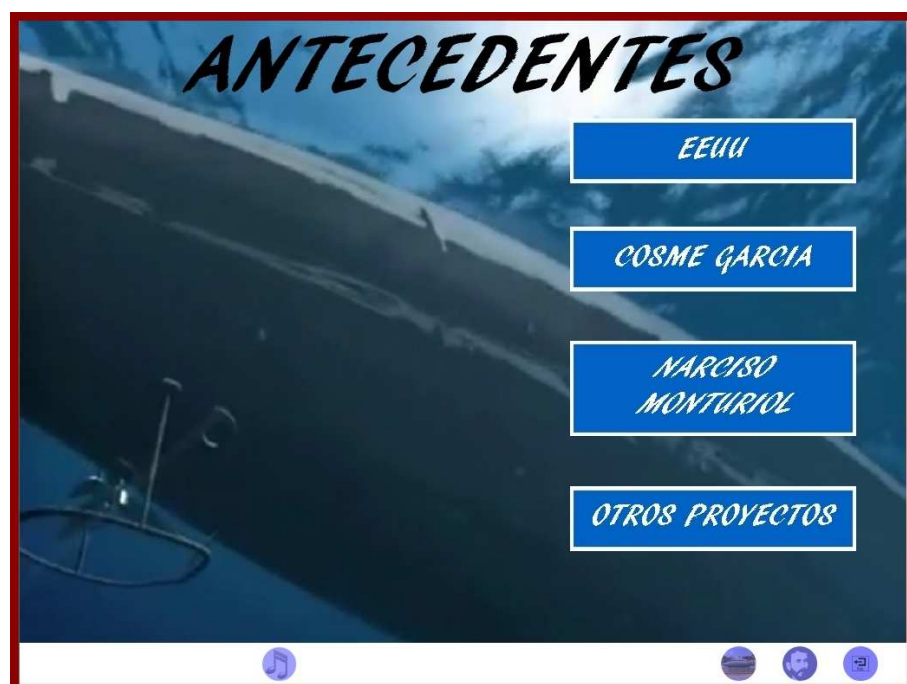 ANTECEDENTES
EEUU
COSME GARCIA
NARCISO
MONTURIOL
OTROS PROYECTOS